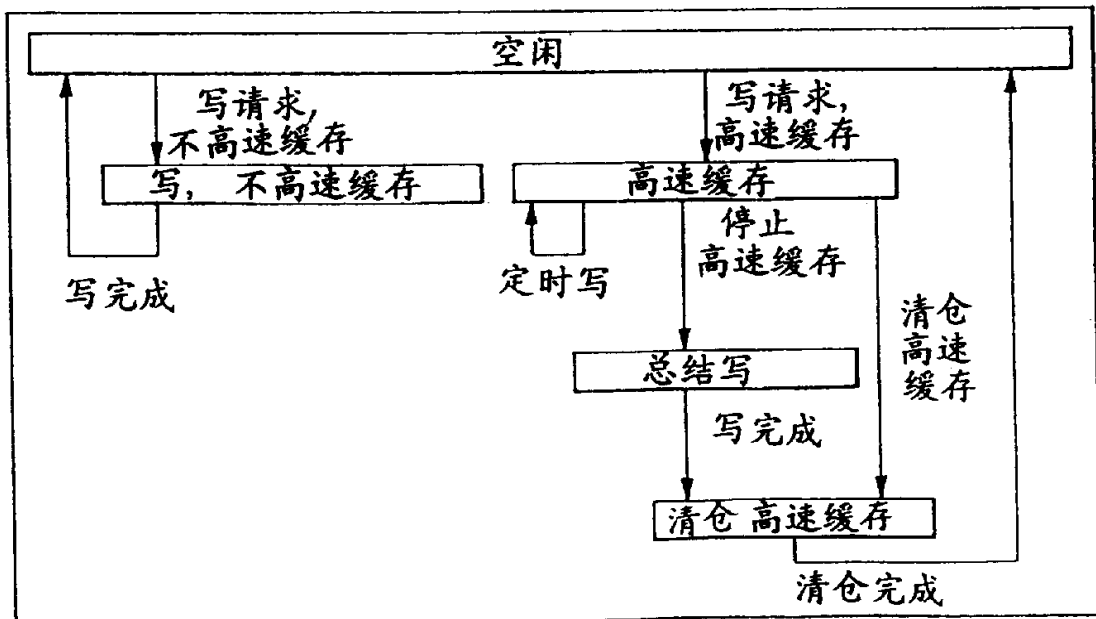 空闲
写请求,
不高速缓存
写请求,
高速缓存
写, 不高速缓存
高速缓存
停止
高速缓存
定时写
写完成
清仓
高速
缓存
总结写
写完成
清仓 高速缓存
清仓完成